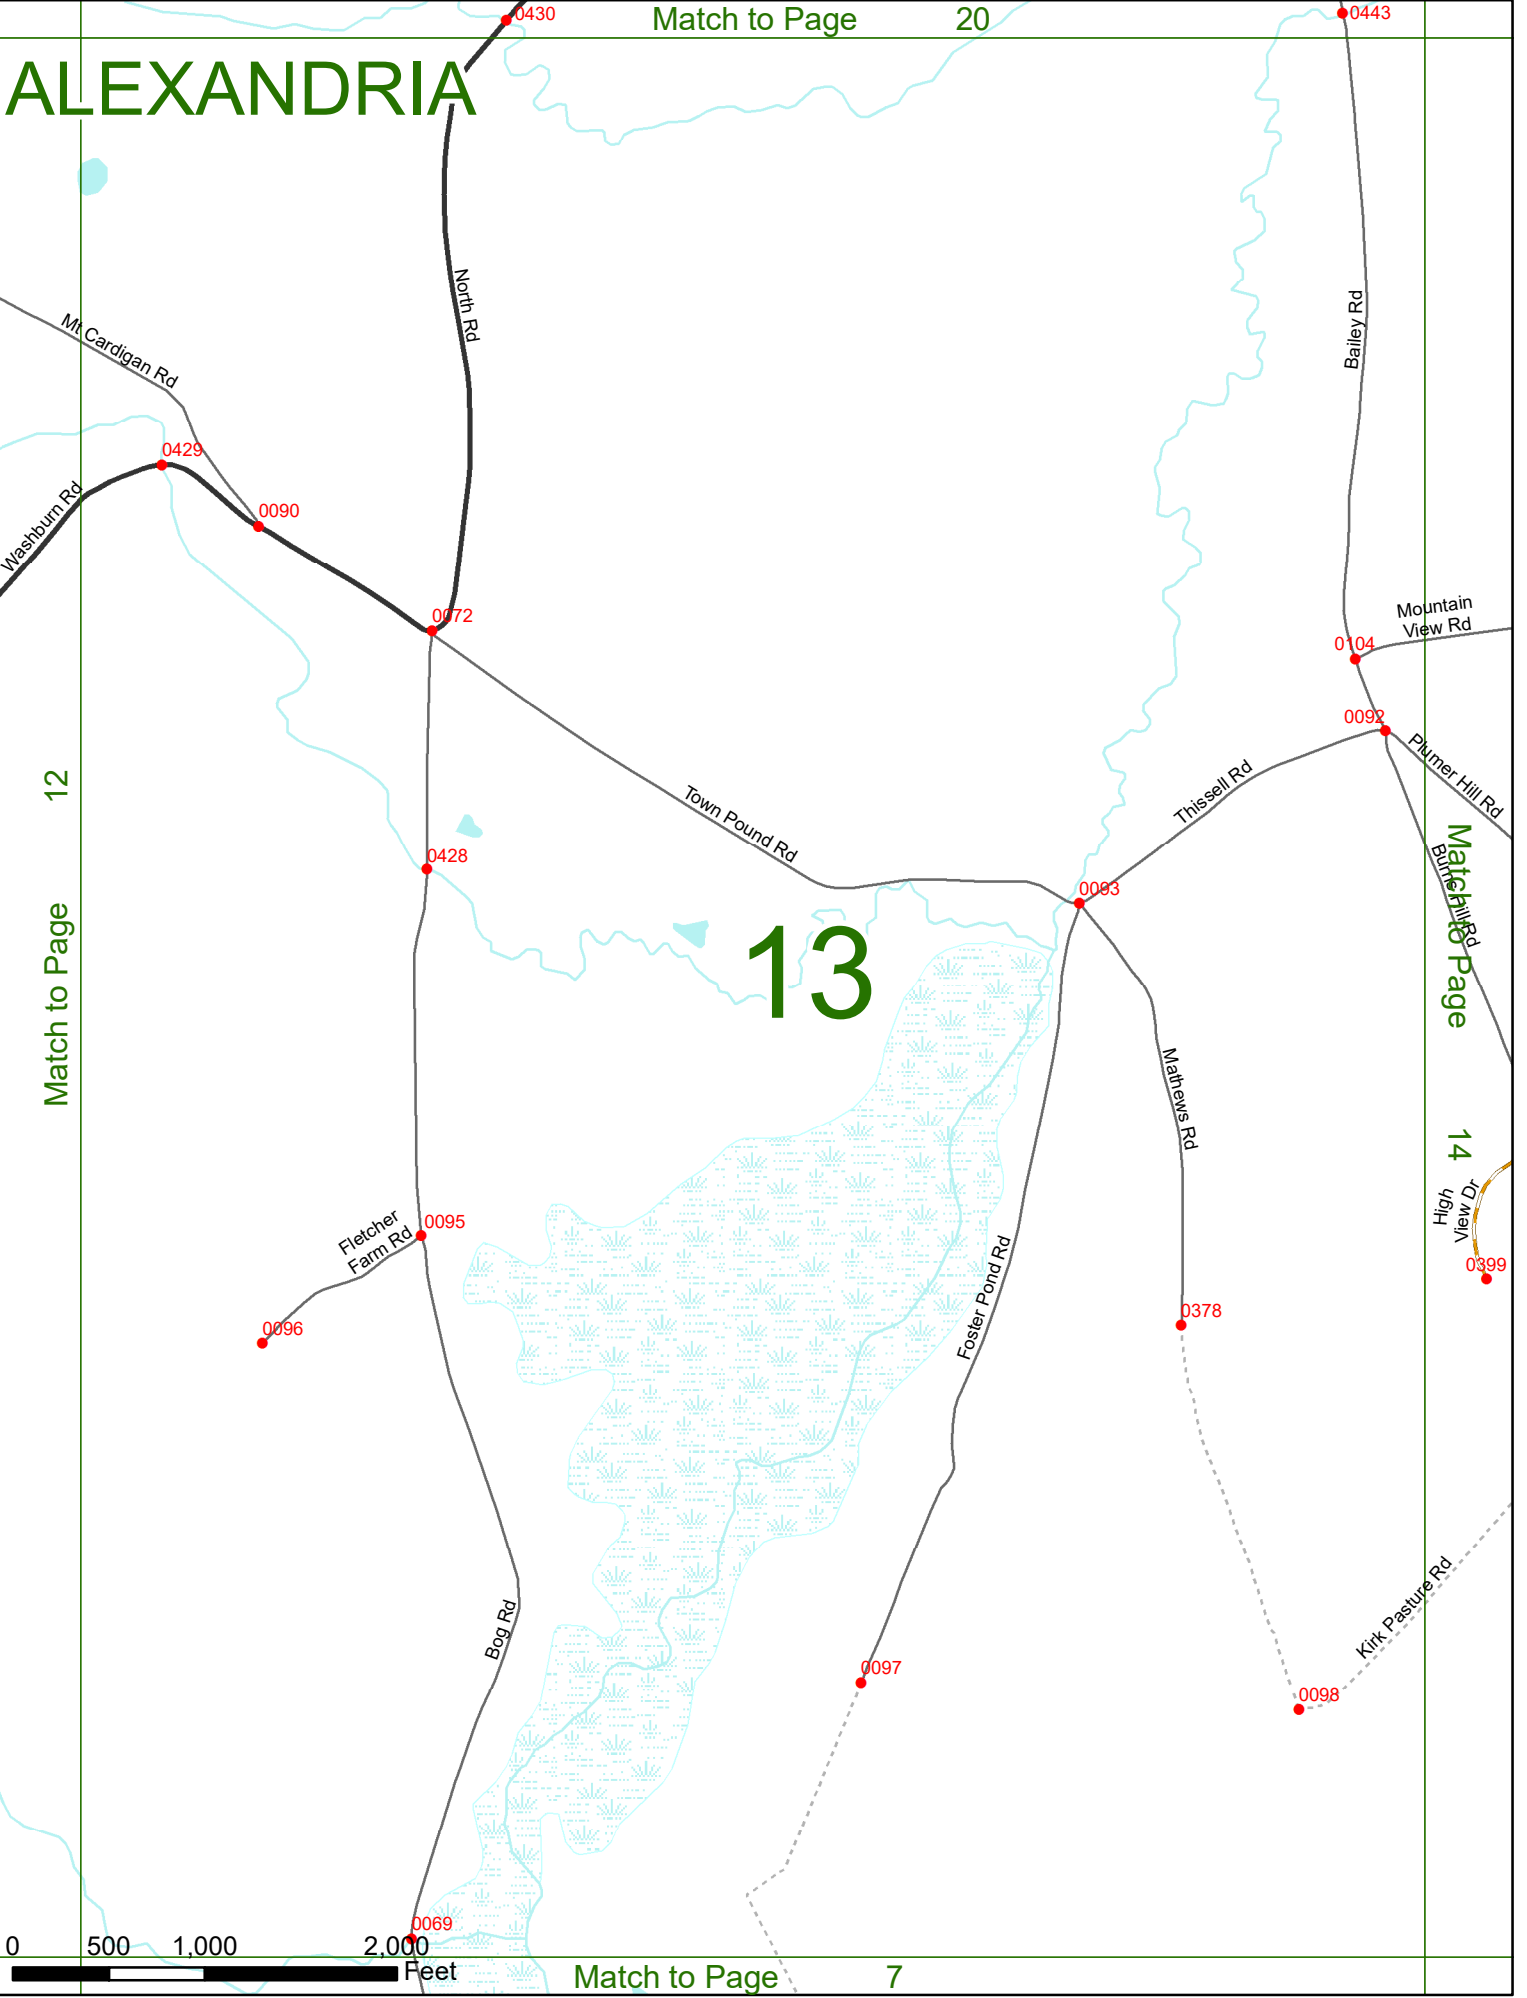 0430
Match to Page 20
0443
ALEXANDRIA
North Rd
Bailey Rd
Mt Cardigan Rd
0429
Washburn Rd
0090
0072
Mountain
View Rd
0104
0092
Plumer Hill Rd
Thissell Rd
Town Pound Rd
Match to Page 12
0428
0093
Burns Hill Rd
Match to Page 14
13
Mathews Rd
High
View Dr
0399
Fletcher
Farm Rd
0095
0096
Foster Pond Rd
0378
Kirk Pasture Rd
Bog Rd
0097
0098
0069
0 500 1,000 2,000
Feet
Match to Page 7